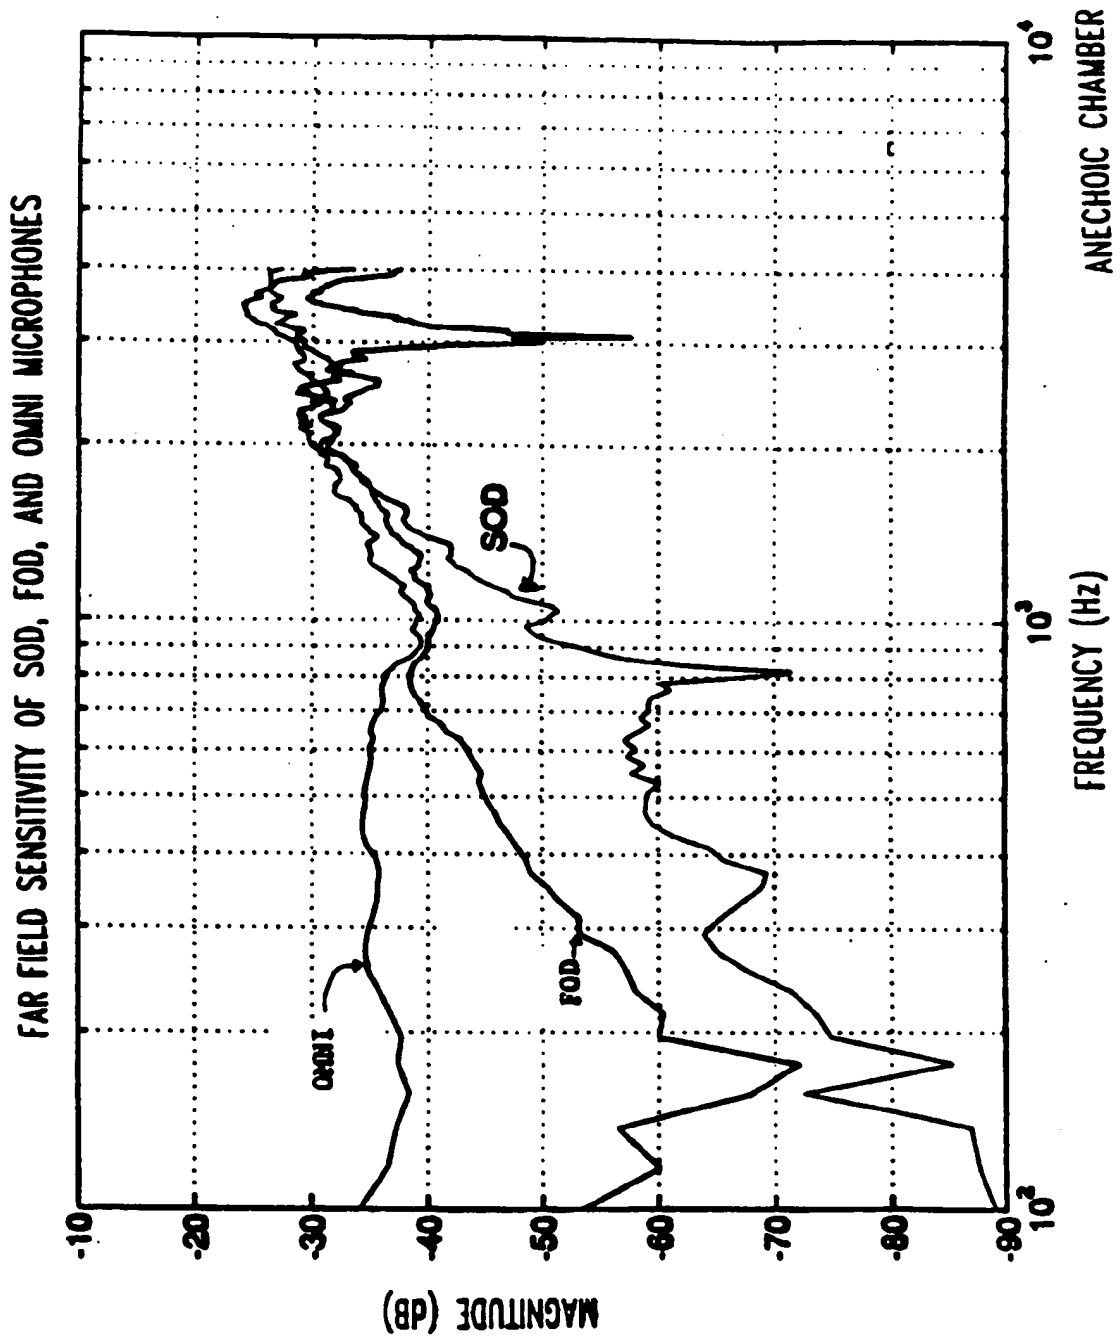 FAR FIELD SENSITIVITY OF SOD, FOD, AND OMNI MICROPHONES
MAGNITUDE (dB)
-10
-20
-30
-40
-50
-60
-70
-80
-90
OMNI
FOD
SOD
10²
10³
10⁴
FREQUENCY (Hz)
ANECHOIC CHAMBER